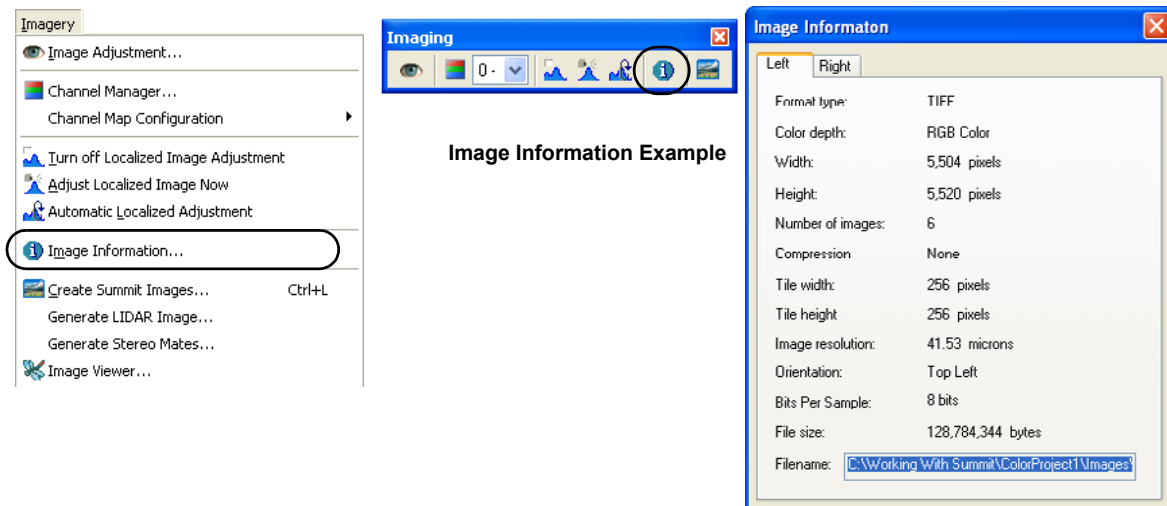 Imagery
Image Adjustment...
Channel Manager...
Channel Map Configuration
Turn off Localized Image Adjustment
Adjust Localized Image Now
Automatic Localized Adjustment
Image Information...
Create Summit Images... Ctrl+L
Generate LIDAR Image...
Generate Stereo Mates...
Image Viewer...
Imaging
0 -
Image Information Example
Image Informaton
Left Right
Format type: TIFF
Color depth: RGB Color
Width: 5,504 pixels
Height: 5,520 pixels
Number of images: 6
Compression None
Tile width: 256 pixels
Tile height 256 pixels
Image resolution: 41.53 microns
Orientation: Top Left
Bits Per Sample: 8 bits
File size: 128,784,344 bytes
Filename: C:\Working With Summit\ColorProject1\Images\